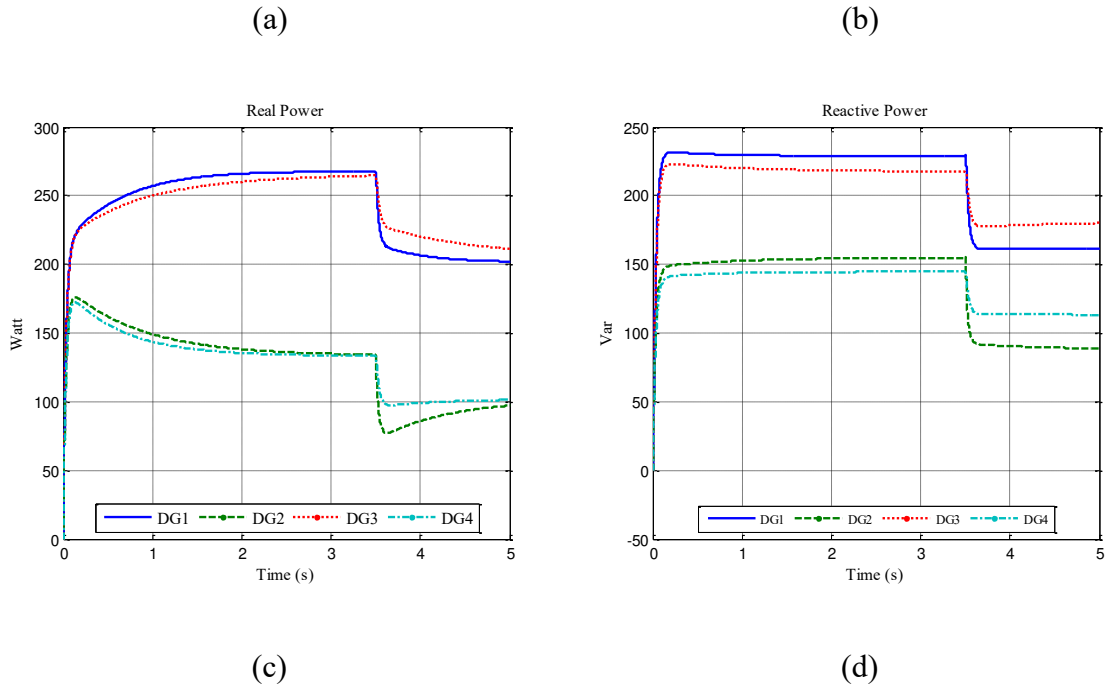 (a) (b)
Real Power
300
250
200
150
100
50
0
Watt
0 1 2 3 4 5
Time (s)
DG1 DG2 DG3 DG4
Reactive Power
250
200
150
100
50
0
-50
Var
0 1 2 3 4 5
Time (s)
DG1 DG2 DG3 DG4
(c) (d)